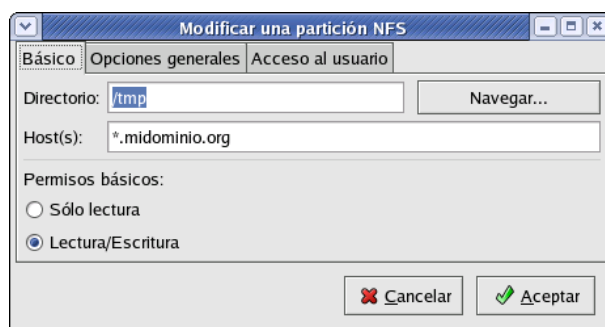 Modificar una partición NFS
Básico Opciones generales Acceso al usuario
Directorio: /tmp Navegar...
Host(s): *.midominio.org
Permisos básicos:
Sólo lectura
Lectura/Escritura
Cancelar Aceptar